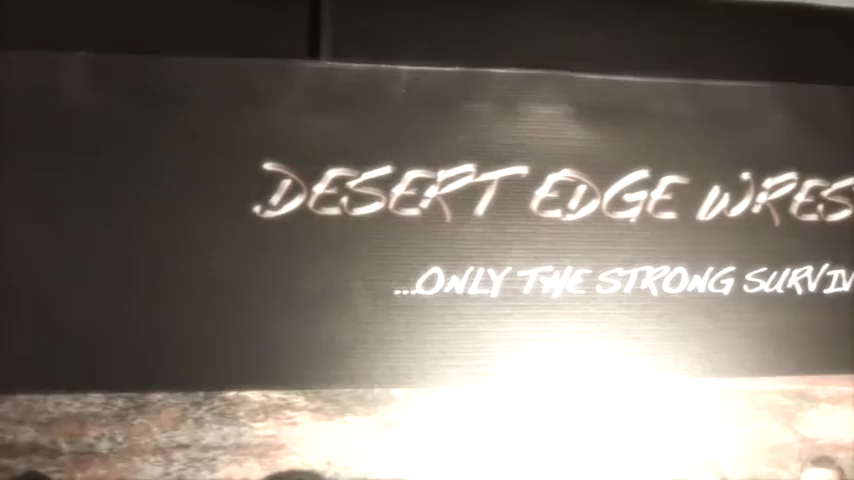 DESERT EDGE WRES
...ONLY THE STRONG SURVIV